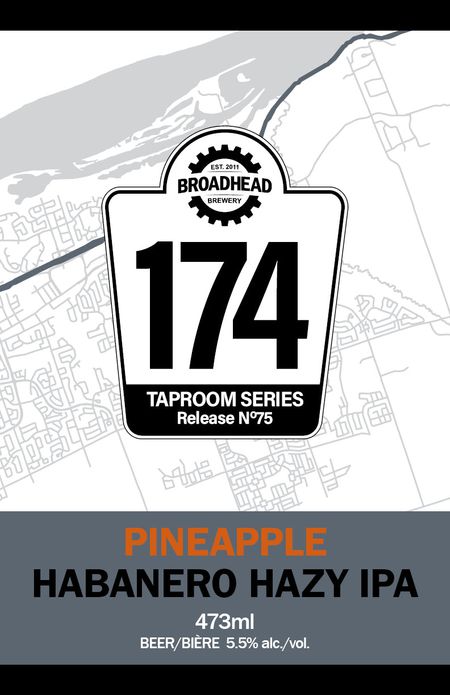 EST. 2011
BROADHEAD
BREWERY
174
TAPROOM SERIES
Release Nº75
PINEAPPLE
HABANERO HAZY IPA
473ml
BEER/BIÈRE 5.5% alc./vol.